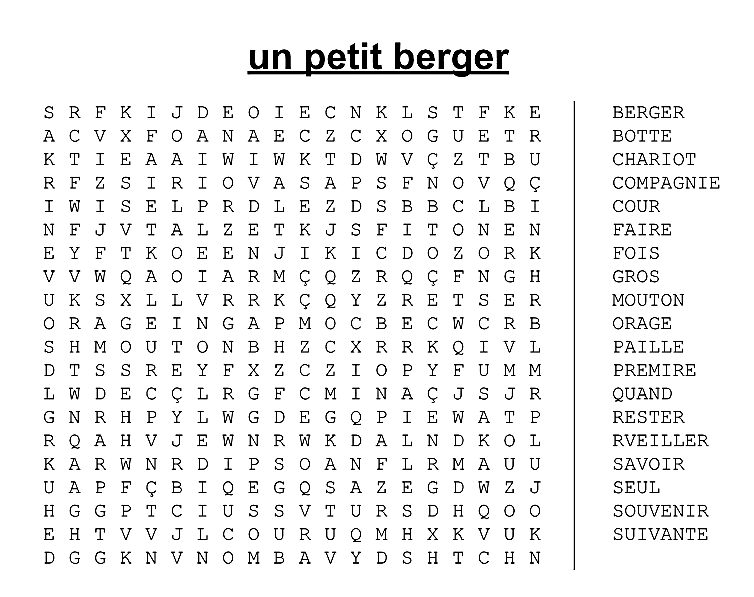 un petit berger
S R F K I J D E O I E C N K L S T F K E
A C V X F O A N A E C Z C X O G U E T R
K T I E A A I W I W K T D W V Ç Z T B U
R F Z S I R I O V A S A P S F N O V Q Ç
I W I S E L P R D L E Z D S B B C L B I
N F J V T A L Z E T K J S F I T O N E N
E Y F T K O E E N J I K I C D O Z O R K
V V W Q A O I A R M Ç Q Z R Q Ç F N G H
U K S X L L V R R K Ç Q Y Z R E T S E R
O R A G E I N G A P M O C B E C W C R B
S H M O U T O N B H Z C X R R K Q I V L
D T S S R E Y F X Z C Z I O P Y F U M M
L W D E C Ç L R G F C M I N A Ç J S J R
G N R H P Y L W G D E G Q P I E W A T P
R Q A H V J E W N R W K D A L N D K O L
K A R W N R D I P S O A N F L R M A U U
U A P F Ç B I Q E G Q S A Z E G D W Z J
H G G P T C I U S S V T U R S D H Q O O
E H T V V J L C O U R U Q M H X K V U K
D G G K N V N O M B A V Y D S H T C H N
BERGER
BOTTE
CHARIOT
COMPAGNIE
COUR
FAIRE
FOIS
GROS
MOUTON
ORAGE
PAILLE
PREMIRE
QUAND
RESTER
RVEILLER
SAVOIR
SEUL
SOUVENIR
SUIVANTE